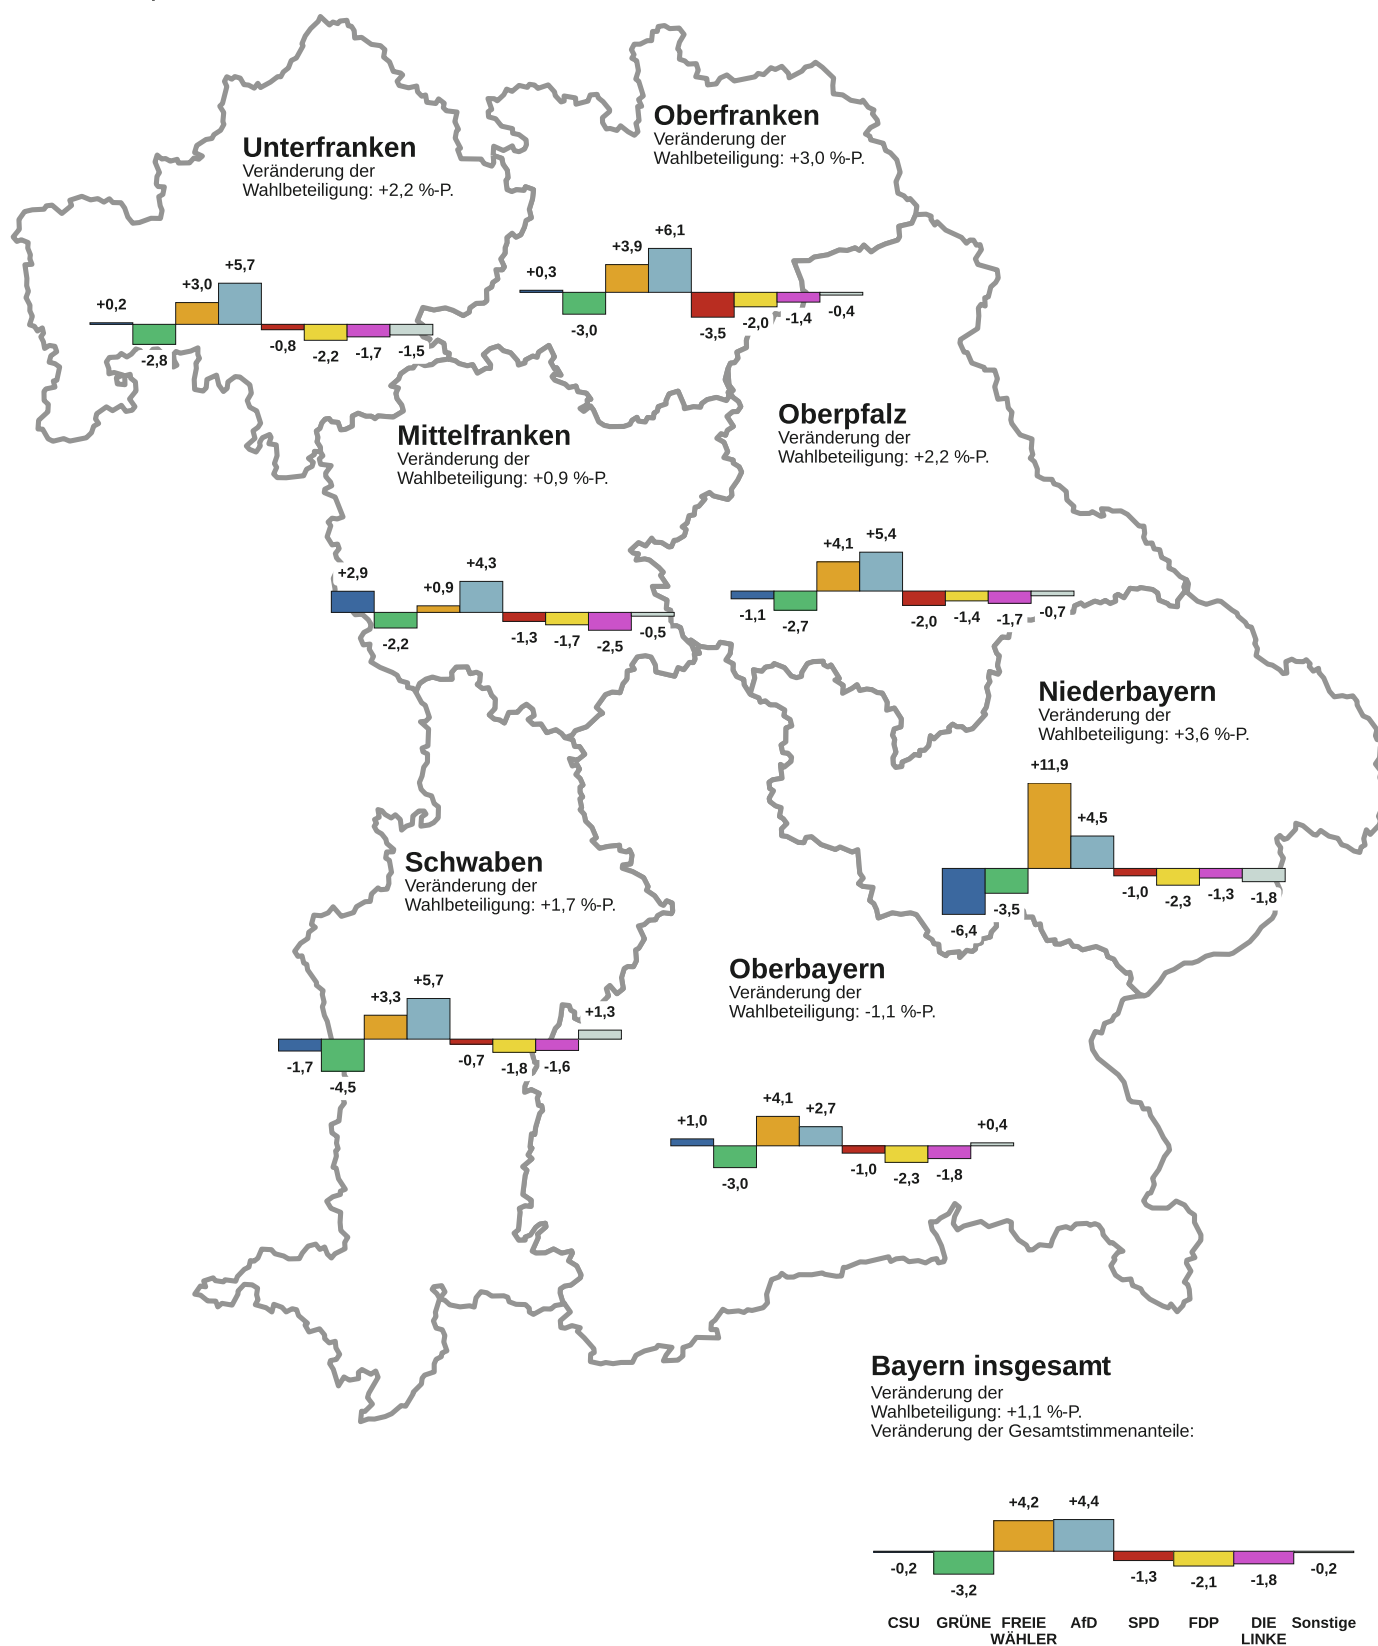 Oberfranken
Veränderung der
Wahlbeteiligung: +3,0 %-P.
Unterfranken
Veränderung der
Wahlbeteiligung: +2,2 %-P.
+0,3
-3,0
+3,9
+6,1
-3,5
-2,0
-1,4
-0,4
+0,2
-2,8
+3,0
+5,7
-0,8
-2,2
-1,7
-1,5
Oberpfalz
Veränderung der
Wahlbeteiligung: +2,2 %-P.
Mittelfranken
Veränderung der
Wahlbeteiligung: +0,9 %-P.
-1,1
-2,7
+4,1
+5,4
-2,0
-1,4
-1,7
-0,7
+2,9
-2,2
+0,9
+4,3
-1,3
-1,7
-2,5
-0,5
Niederbayern
Veränderung der
Wahlbeteiligung: +3,6 %-P.
-6,4
-3,5
+11,9
+4,5
-1,0
-2,3
-1,3
-1,8
Schwaben
Veränderung der
Wahlbeteiligung: +1,7 %-P.
-1,7
-4,5
+3,3
+5,7
-0,7
-1,8
-1,6
+1,3
Oberbayern
Veränderung der
Wahlbeteiligung: -1,1 %-P.
+1,0
-3,0
+4,1
+2,7
-1,0
-2,3
-1,8
+0,4
Bayern insgesamt
Veränderung der
Wahlbeteiligung: +1,1 %-P.
Veränderung der Gesamtstimmenanteile:
-0,2
-3,2
+4,2
+4,4
-1,3
-2,1
-1,8
-0,2
CSU GRÜNE FREIE AfD SPD FDP DIE Sonstige
WÄHLER LINKE